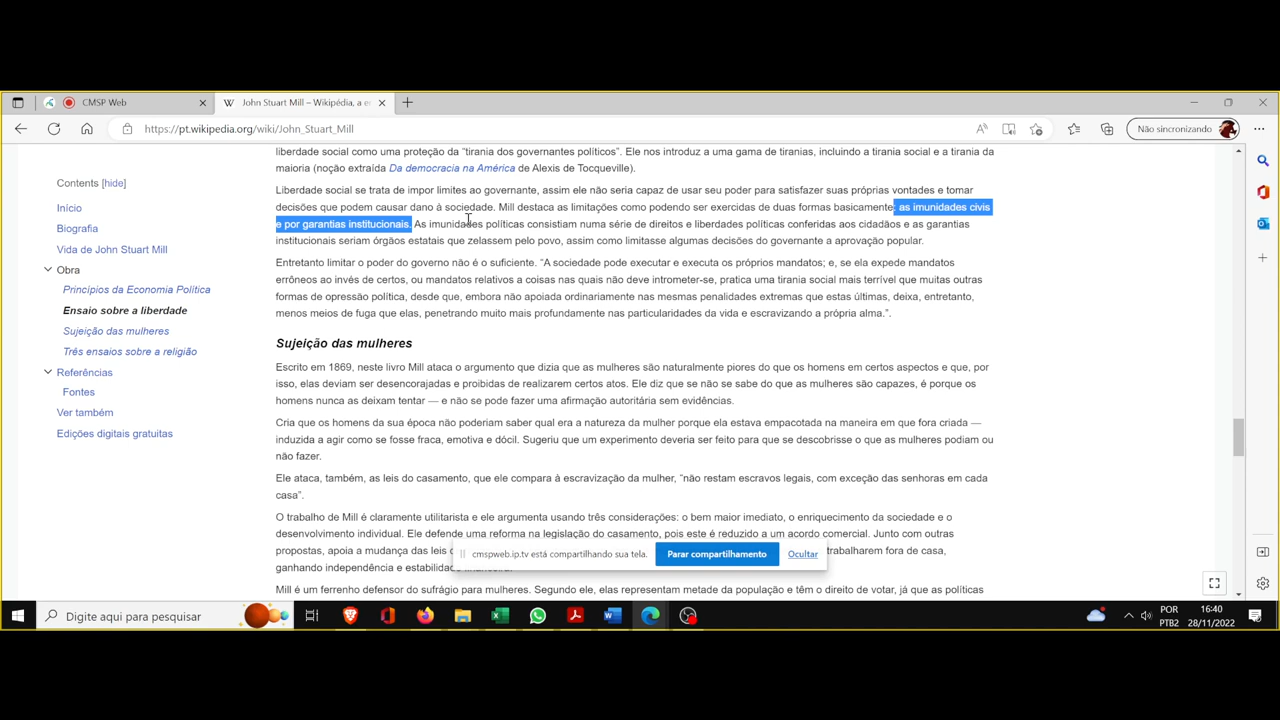 CMSP Web
John Stuart Mill – Wikipédia, a e
https://pt.wikipedia.org/wiki/John_Stuart_Mill
Não sincronizando
Contents [hide]
Início
Biografia
Vida de John Stuart Mill
Obra
Princípios da Economia Política
Ensaio sobre a liberdade
Sujeição das mulheres
Três ensaios sobre a religião
Referências
Fontes
Ver também
Edições digitais gratuitas
liberdade social como uma proteção da “tirania dos governantes políticos”. Ele nos introduz a uma gama de tiranias, incluindo a tirania social e a tirania da
maioria (noção extraída Da democracia na América de Alexis de Tocqueville).
Liberdade social se trata de impor limites ao governante, assim ele não seria capaz de usar seu poder para satisfazer suas próprias vontades e tomar
decisões que podem causar dano à sociedade. Mill destaca as limitações como podendo ser exercidas de duas formas basicamente: as imunidades civis
e por garantias institucionais. As imunidades políticas consistiam numa série de direitos e liberdades políticas conferidas aos cidadãos e as garantias
institucionais seriam órgãos estatais que zelassem pelo povo, assim como limitasse algumas decisões do governante a aprovação popular.
Entretanto limitar o poder do governo não é o suficiente. “A sociedade pode executar e executa os próprios mandatos; e, se ela expede mandatos
errôneos ao invés de certos, ou mandatos relativos a coisas nas quais não deve intrometer-se, pratica uma tirania social mais terrível que muitas outras
formas de opressão política, desde que, embora não apoiada ordinariamente nas mesmas penalidades extremas que estas últimas, deixa, entretanto,
menos meios de fuga que elas, penetrando muito mais profundamente nas particularidades da vida e escravizando a própria alma.”.
Sujeição das mulheres
Escrito em 1869, neste livro Mill ataca o argumento que dizia que as mulheres são naturalmente piores do que os homens em certos aspectos e que, por
isso, elas deviam ser desencorajadas e proibidas de realizarem certos atos. Ele diz que se não se sabe do que as mulheres são capazes, é porque os
homens nunca as deixam tentar — e não se pode fazer uma afirmação autoritária sem evidências.
Cria que os homens da sua época não poderiam saber qual era a natureza da mulher porque ela estava empacotada na maneira em que fora criada —
induzida a agir como se fosse fraca, emotiva e dócil. Sugeriu que um experimento deveria ser feito para que se descobrisse o que as mulheres podiam ou
não fazer.
Ele ataca, também, as leis do casamento, que ele compara à escravização da mulher, “não restam escravos legais, com exceção das senhoras em cada
casa”.
O trabalho de Mill é claramente utilitarista e ele argumenta usando três considerações: o bem maior imediato, o enriquecimento da sociedade e o
desenvolvimento individual. Ele defende uma reforma na legislação do casamento, pois este é reduzido a um acordo comercial. Junto com outras
propostas, apoia a mudança das leis trabalharem fora de casa,
ganhando independência e estabilidade financeira.
Mill é um ferrenho defensor do sufrágio para mulheres. Segundo ele, elas representam metade da população e têm o direito de votar, já que as políticas
cmspweb.ip.tv está compartilhando sua tela.
Parar compartilhamento
Ocultar
Digite aqui para pesquisar
POR
PTB2
16:40
28/11/2022